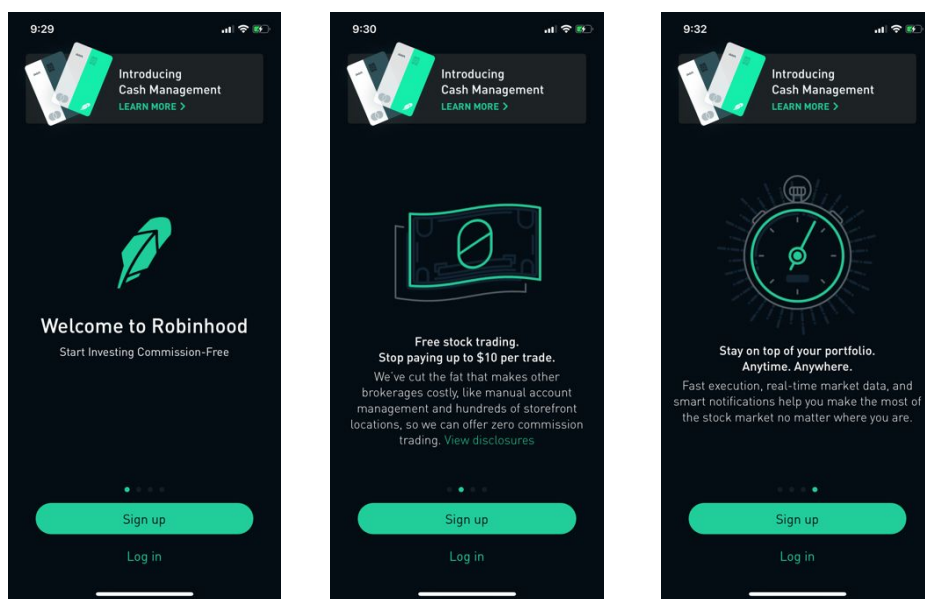 9:29
Introducing
Cash Management
LEARN MORE >
Welcome to Robinhood
Start Investing Commission-Free
Sign up
Log in
9:30
Introducing
Cash Management
LEARN MORE >
Free stock trading.
Stop paying up to $10 per trade.
We've cut the fat that makes other
brokerages costly, like manual account
management and hundreds of storefront
locations, so we can offer zero commission
trading. View disclosures
Sign up
Log in
9:32
Introducing
Cash Management
LEARN MORE >
Stay on top of your portfolio.
Anytime. Anywhere.
Fast execution, real-time market data, and
smart notifications help you make the most of
the stock market no matter where you are.
Sign up
Log in